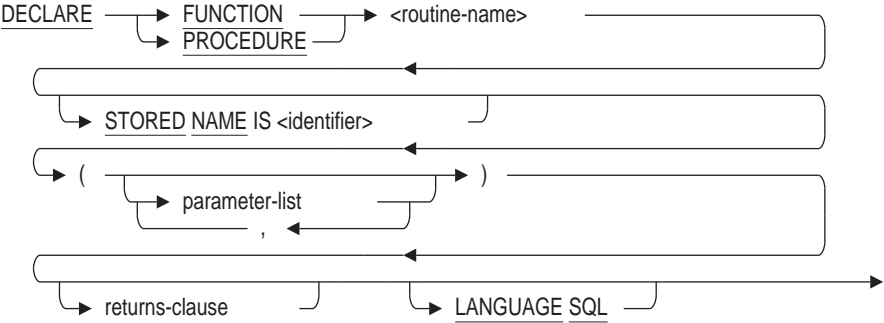 DECLARE FUNCTION <routine-name>
PROCEDURE
STORED NAME IS <identifier>
( )
parameter-list
,
returns-clause LANGUAGE SQL